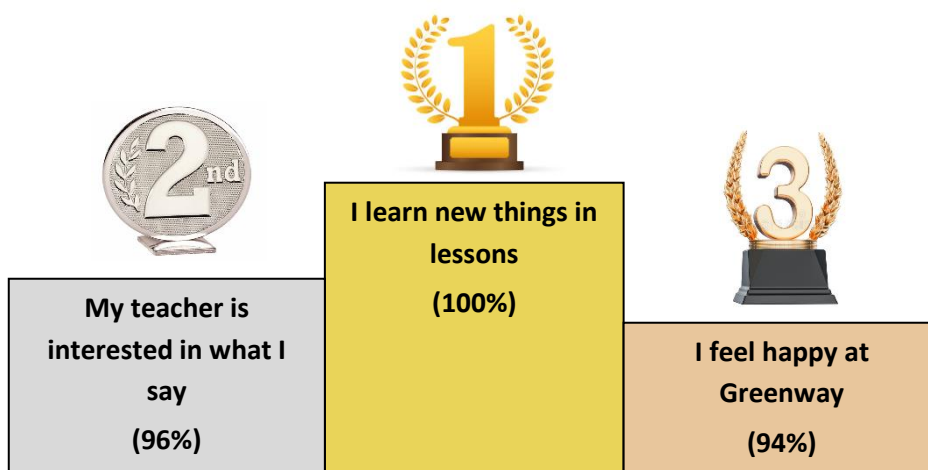 1
2nd
3
I learn new things in
lessons
(100%)
My teacher is
interested in what I
say
(96%)
I feel happy at
Greenway
(94%)